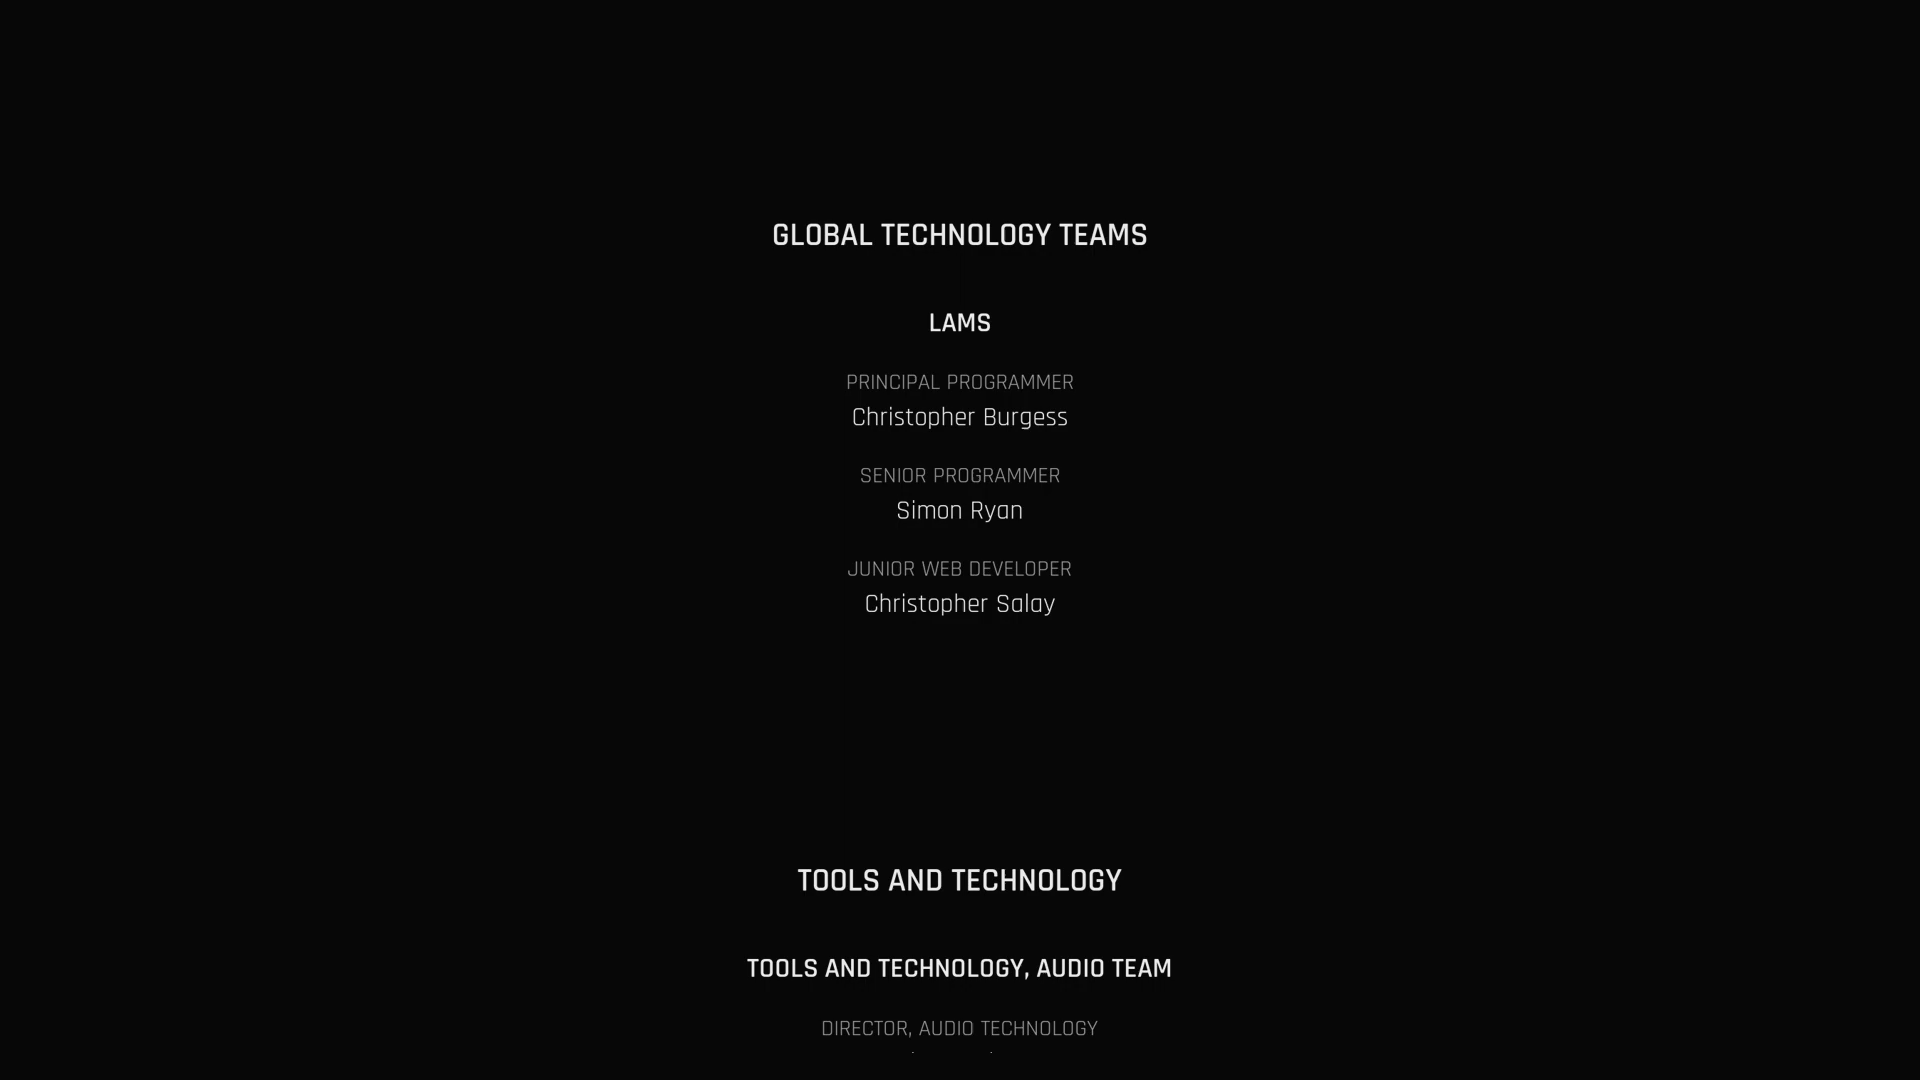 GLOBAL TECHNOLOGY TEAMS
LAMS
PRINCIPAL PROGRAMMER
Christopher Burgess
SENIOR PROGRAMMER
Simon Ryan
JUNIOR WEB DEVELOPER
Christopher Salay
TOOLS AND TECHNOLOGY
TOOLS AND TECHNOLOGY, AUDIO TEAM
DIRECTOR, AUDIO TECHNOLOGY